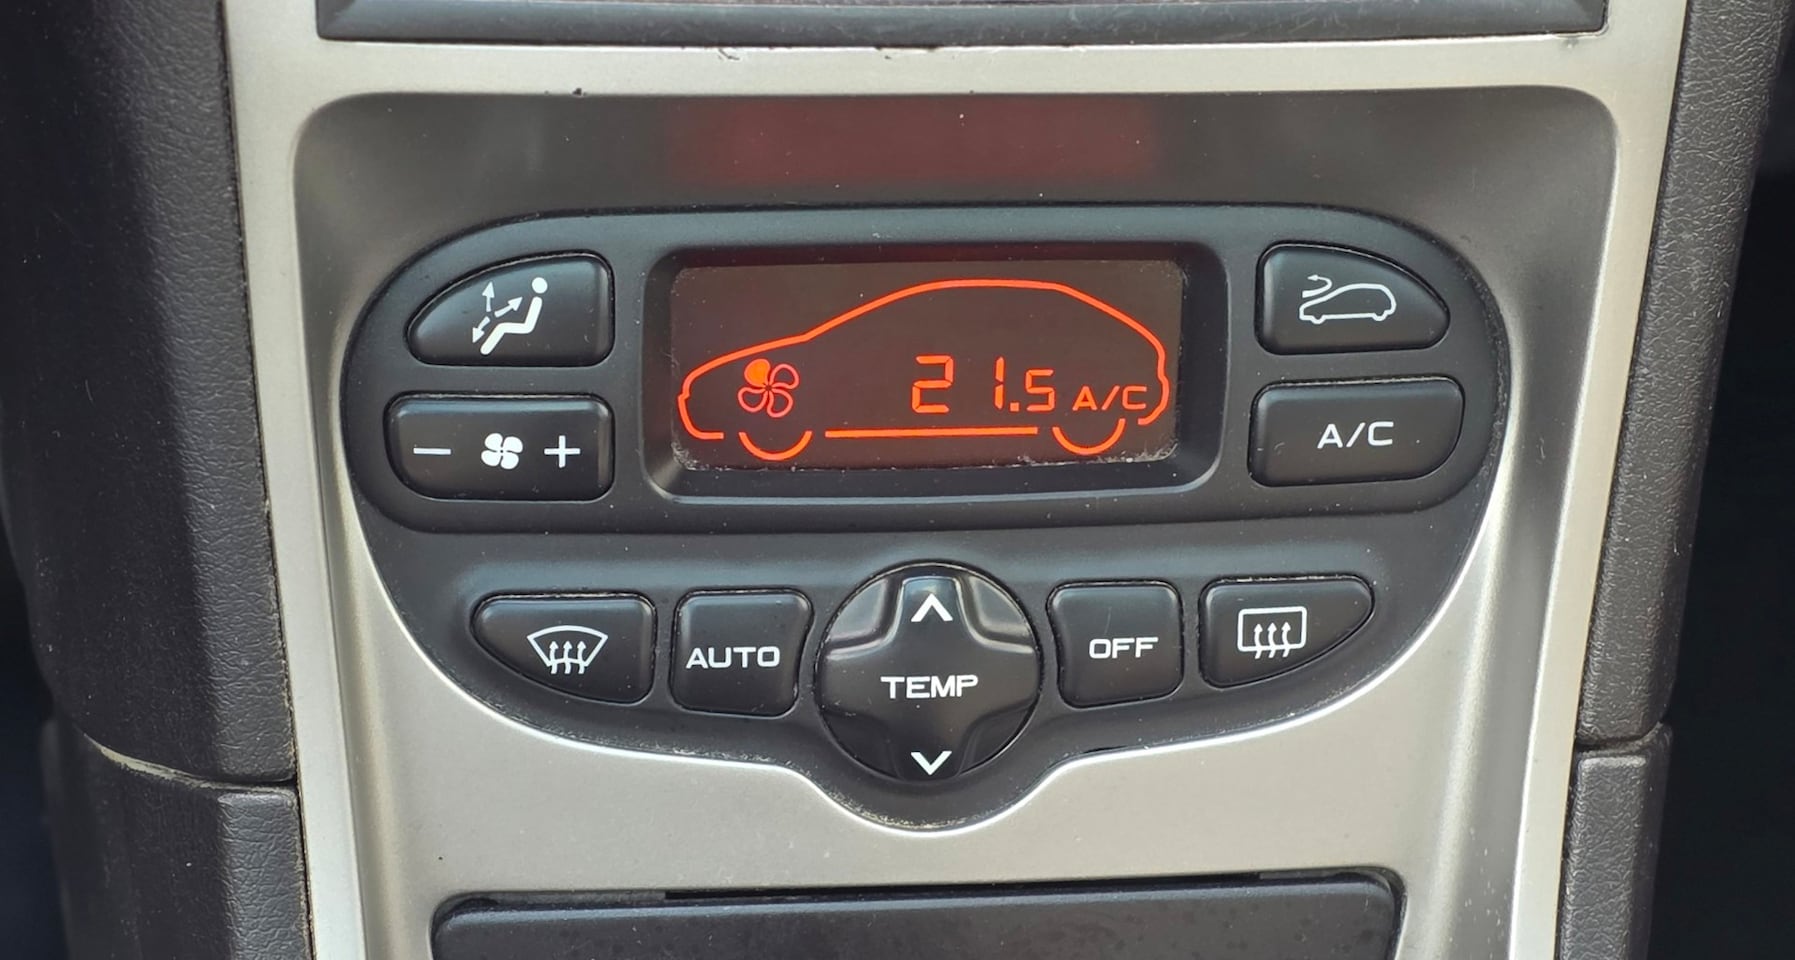 21.5 A/C
- +
A/C
AUTO
TEMP
OFF